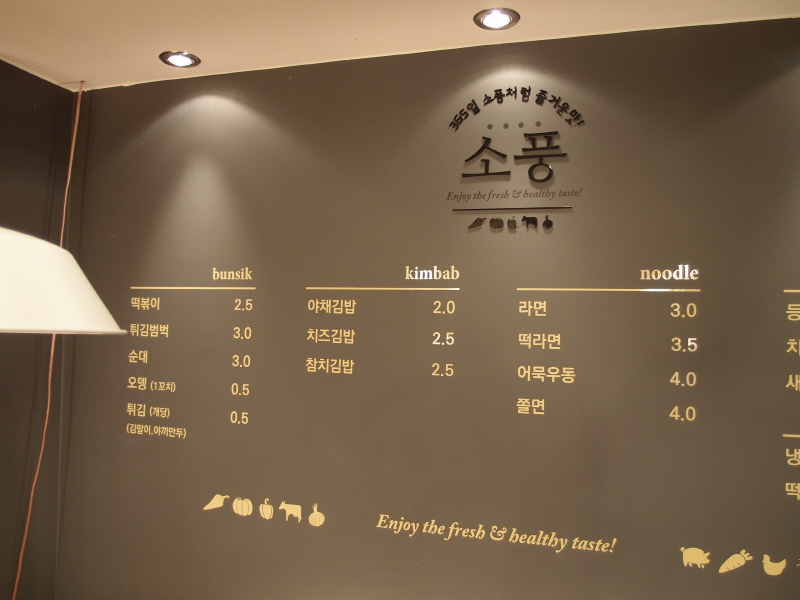 365일 소풍처럼 즐거운맛!
소풍
Enjoy the fresh & healthy taste!
bunsik
떡볶이 2.5
튀김범벅 3.0
순대 3.0
오뎅 (1꼬치) 0.5
튀김 (개당) 0.5
(김말이,야끼만두)
kimbab
야채김밥 2.0
치즈김밥 2.5
참치김밥 2.5
noodle
라면 3.0
떡라면 3.5
어묵우동 4.0
쫄면 4.0
등
치
새
냉
떡
Enjoy the fresh & healthy taste!